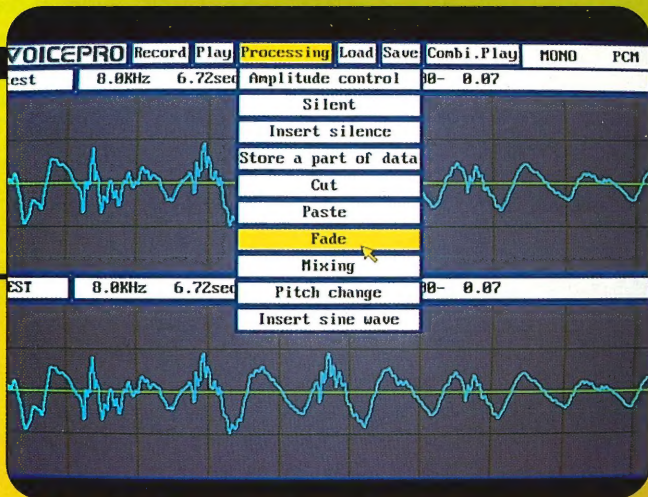 VOICEPRO Record Play Processing Load Save Combi.Play MONO PCM
est 8.0KHz 6.72sec 00- 0.07
Amplitude control
Silent
Insert silence
Store a part of data
Cut
Paste
Fade
Mixing
EST 8.0KHz 6.72sec 00- 0.07
Pitch change
Insert sine wave